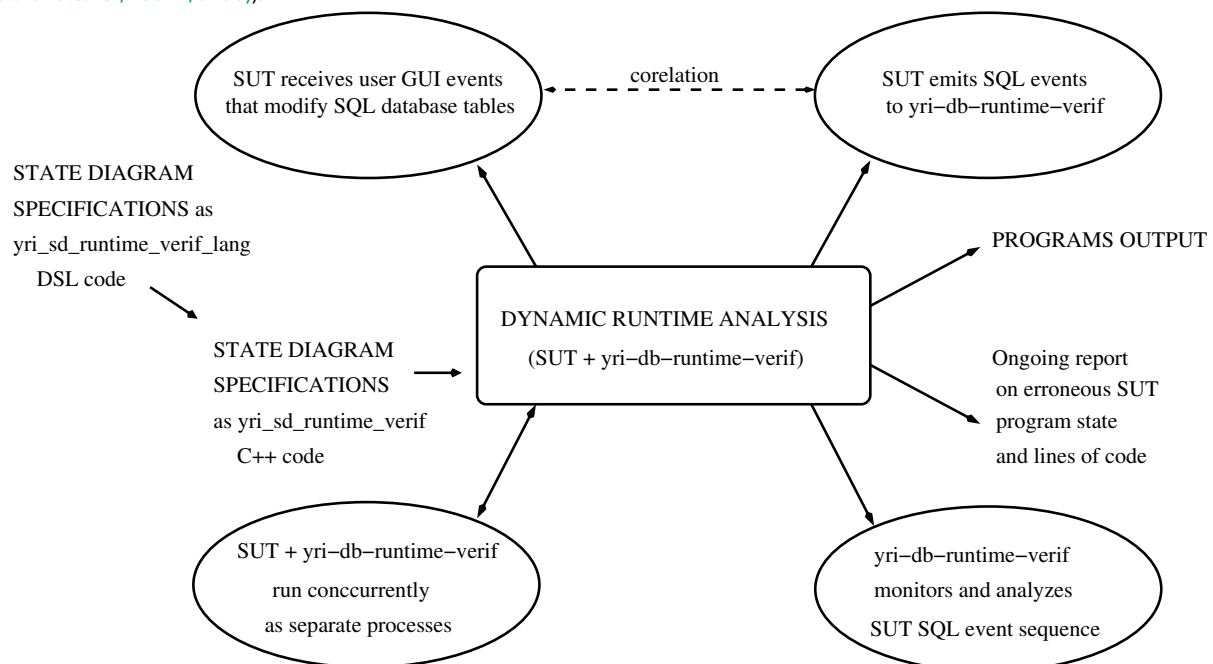 SUT receives user GUI events
that modify SQL database tables
corelation
SUT emits SQL events
to yri−db−runtime−verif
STATE DIAGRAM
SPECIFICATIONS as
yri_sd_runtime_verif_lang
DSL code
PROGRAMS OUTPUT
DYNAMIC RUNTIME ANALYSIS
(SUT + yri−db−runtime−verif)
STATE DIAGRAM
SPECIFICATIONS
as yri_sd_runtime_verif
C++ code
Ongoing report
on erroneous SUT
program state
and lines of code
SUT + yri−db−runtime−verif
run conccurrently
as separate processes
yri−db−runtime−verif
monitors and analyzes
SUT SQL event sequence